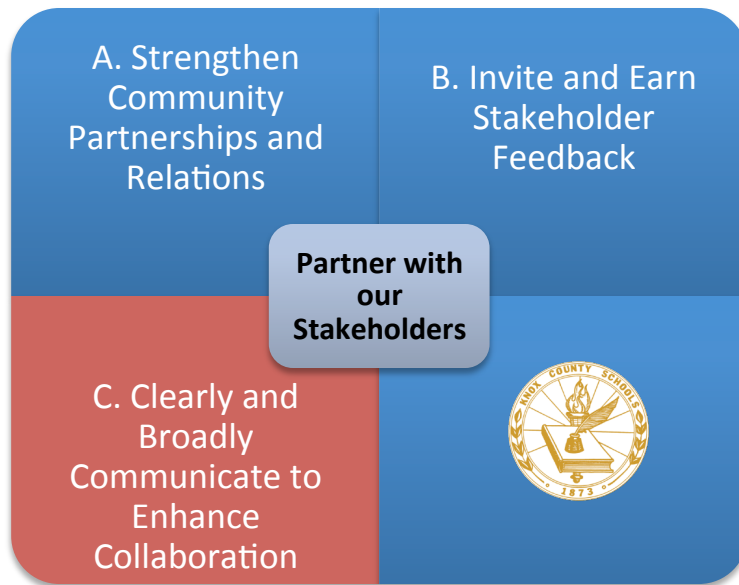 A. Strengthen
Community
Partnerships and
Relations
B. Invite and Earn
Stakeholder
Feedback
Partner with
our
Stakeholders
C. Clearly and
Broadly
Communicate to
Enhance
Collaboration
KNOX COUNTY SCHOOLS
• 1873 •